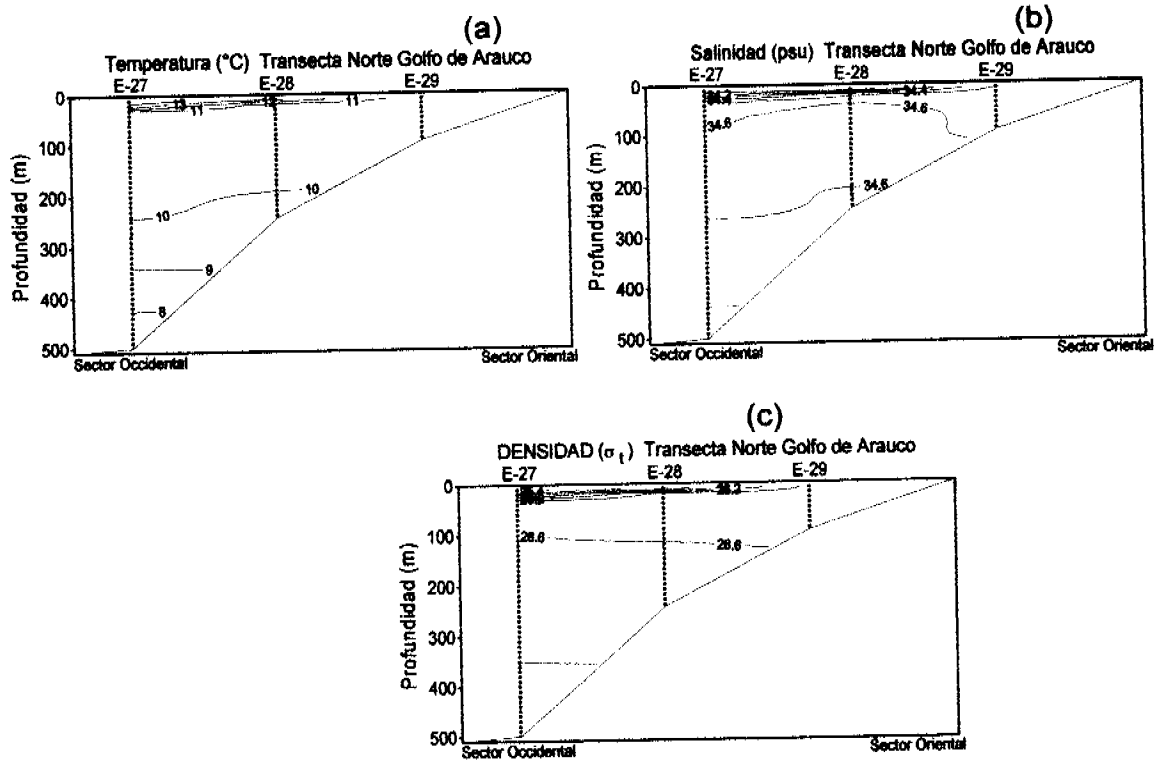 (a)
Temperatura (°C) Transecta Norte Golfo de Arauco
E-27 E-28 E-29
0
100
200
300
400
500
Profundidad (m)
13 13 11
11
10 10
9
8
Sector Occidental Sector Oriental
(b)
Salinidad (psu) Transecta Norte Golfo de Arauco
E-27 E-28 E-29
0
100
200
300
400
500
Profundidad (m)
34.4
34.6 34.6
34.6
Sector Occidental Sector Oriental
(c)
DENSIDAD (σ t) Transecta Norte Golfo de Arauco
E-27 E-28 E-29
0
100
200
300
400
500
Profundidad (m)
26.6 26.6
Sector Occidental Sector Oriental